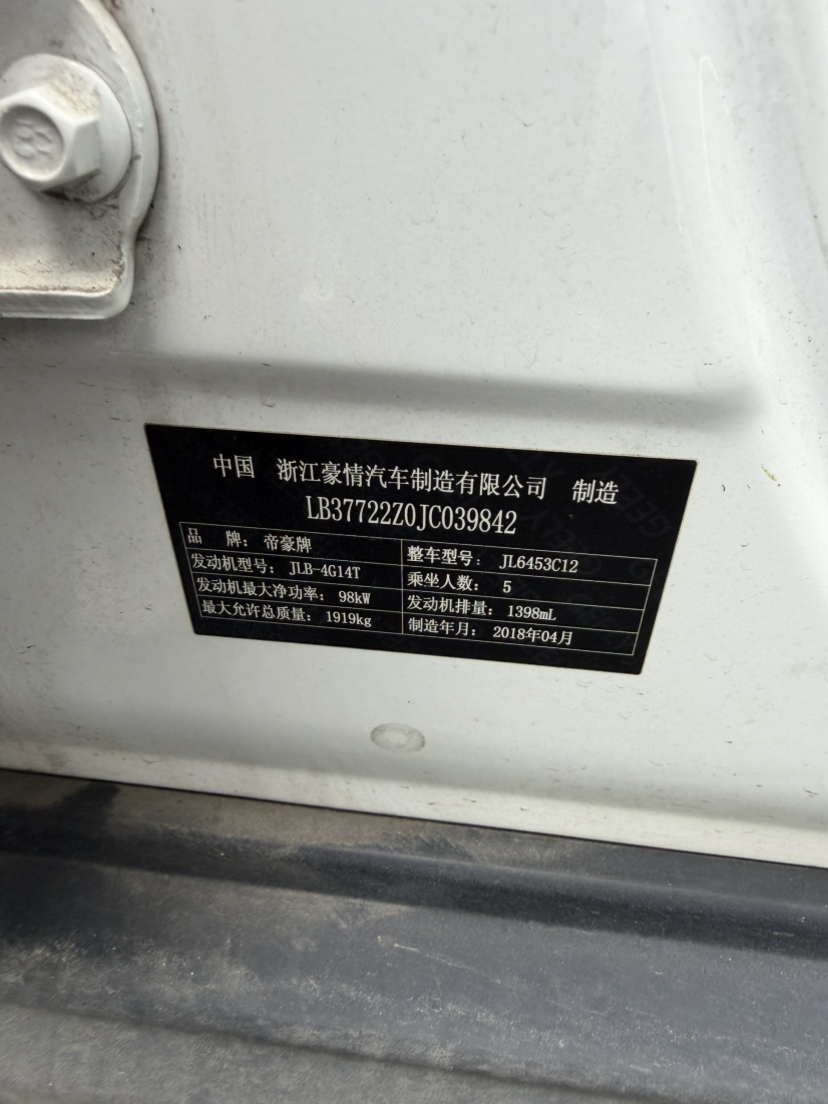 8.8
中国 浙江豪情汽车制造有限公司 制造
LB37722Z0JC039842
品 牌：帝豪牌 整车型号：JL6453C12
发动机型号：JLB-4G14T 乘坐人数：5
发动机最大净功率：98kW 发动机排量：1398mL
最大允许总质量：1919kg 制造年月：2018年04月
GEELY